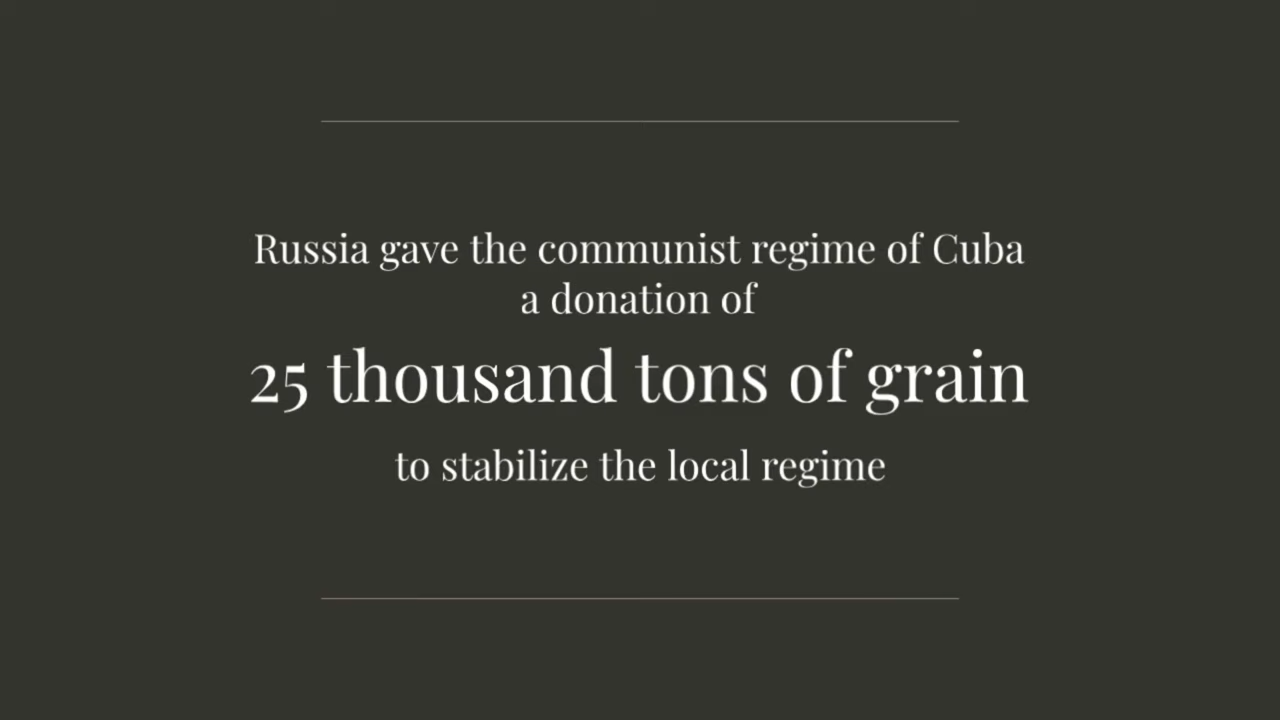 Russia gave the communist regime of Cuba
a donation of
25 thousand tons of grain
to stabilize the local regime